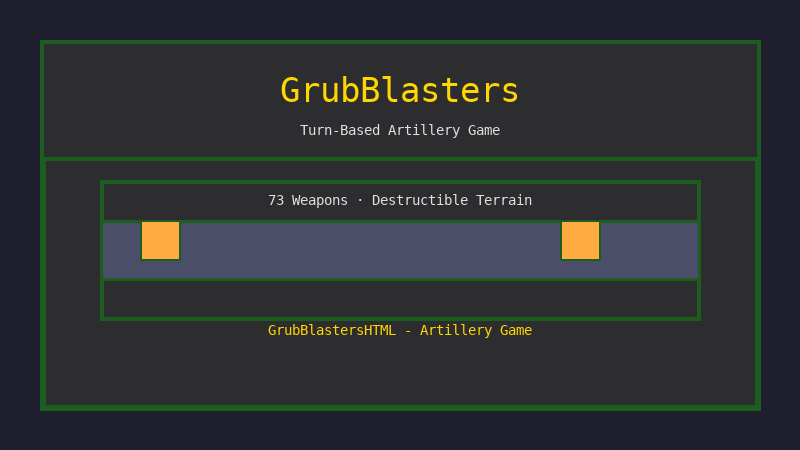 GrubBlasters
Turn-Based Artillery Game
73 Weapons · Destructible Terrain
GrubBlastersHTML - Artillery Game